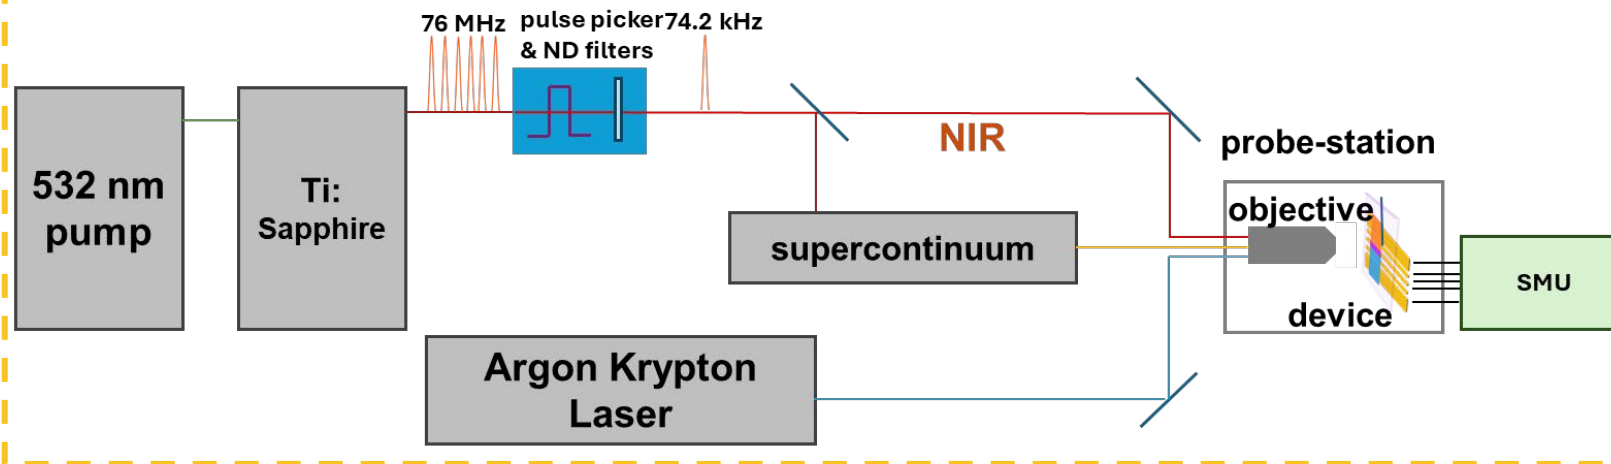 76 MHz
pulse picker
& ND filters
74.2 kHz
532 nm
pump
Ti:
Sapphire
NIR
probe-station
objective
supercontinuum
device
SMU
Argon Krypton
Laser